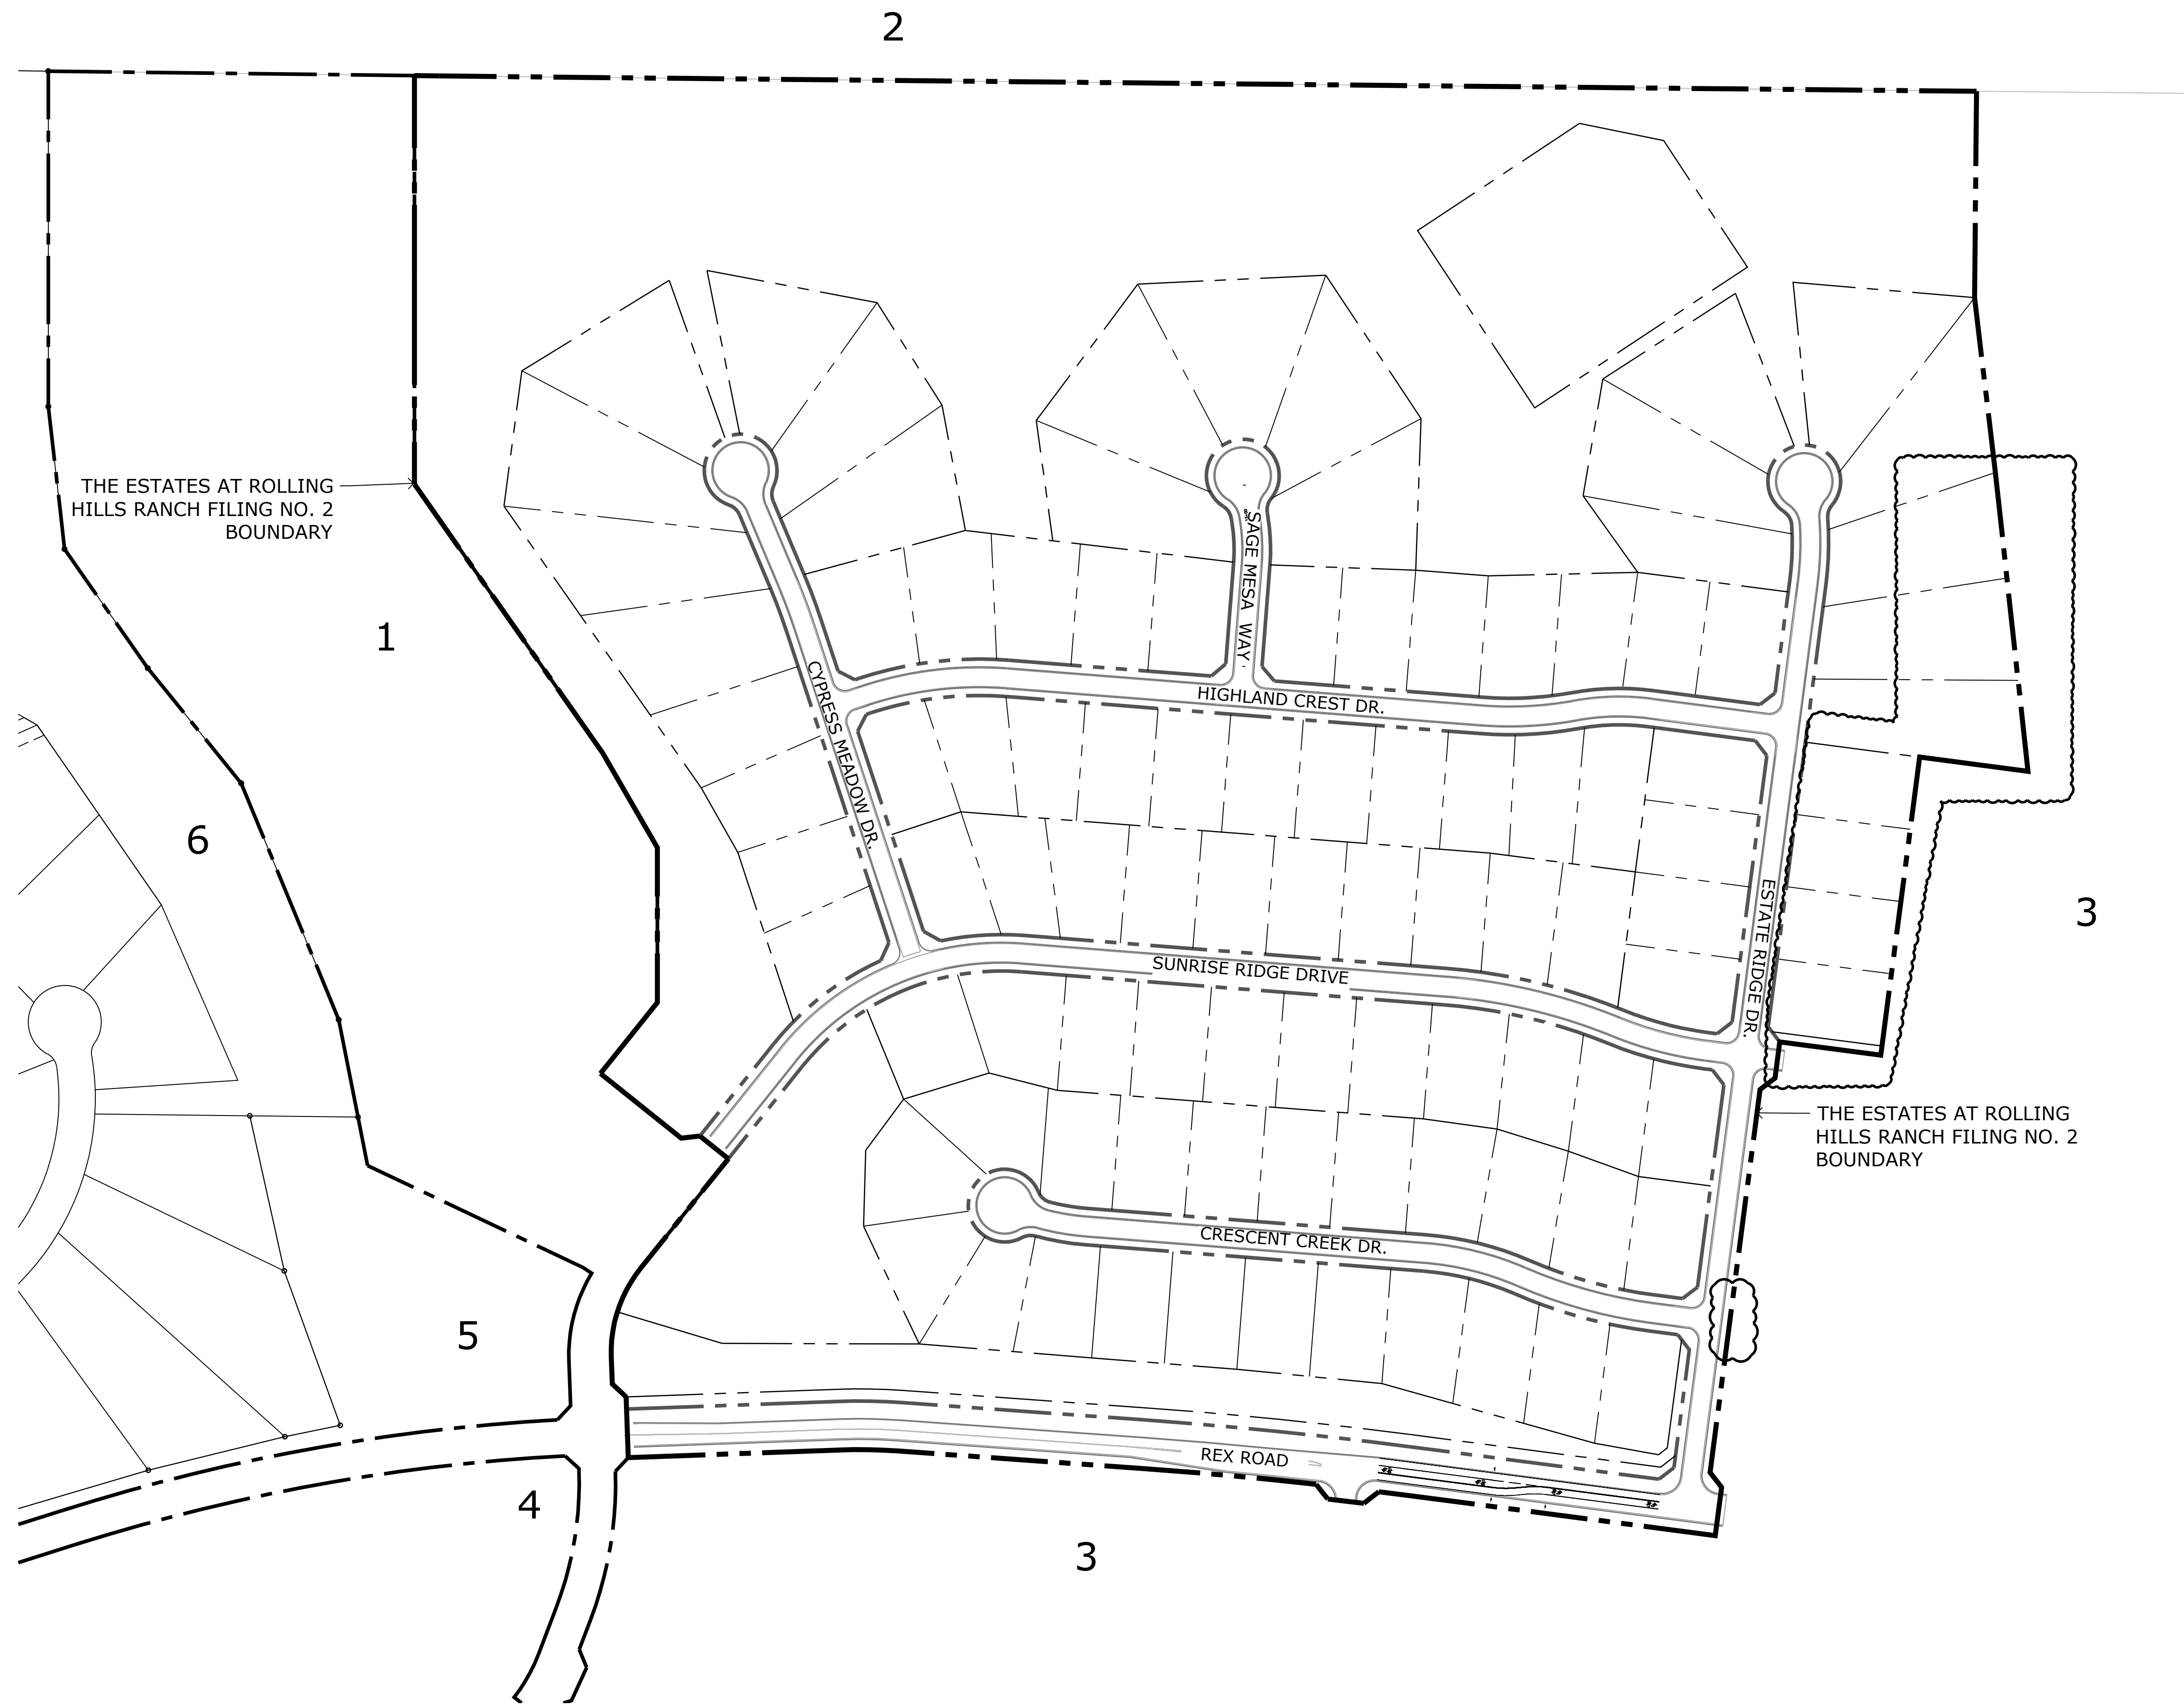 2
THE ESTATES AT ROLLING
HILLS RANCH FILING NO. 2
BOUNDARY
1
SAGE MESA WAY
CYPRESS MEADOW DR.
HIGHLAND CREST DR.
6
ESTATE RIDGE DR.
3
SUNRISE RIDGE DRIVE
THE ESTATES AT ROLLING
HILLS RANCH FILING NO. 2
BOUNDARY
CRESCENT CREEK DR.
5
REX ROAD
4
3